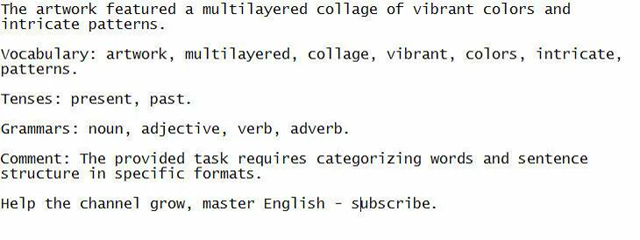 The artwork featured a multilayered collage of vibrant colors and
intricate patterns.
Vocabulary: artwork, multilayered, collage, vibrant, colors, intricate,
patterns.
Tenses: present, past.
Grammars: noun, adjective, verb, adverb.
Comment: The provided task requires categorizing words and sentence
structure in specific formats.
Help the channel grow, master English - subscribe.